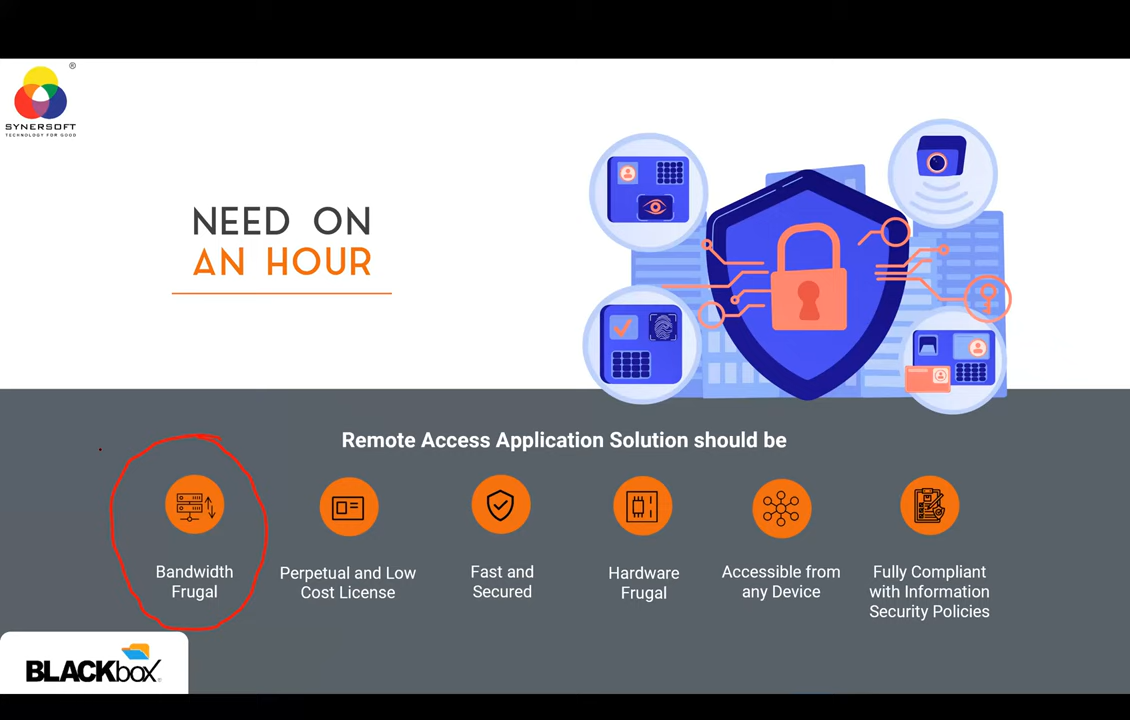 ®
SYNERSOFT
TECHNOLOGY FOR GOOD
NEED ON
AN HOUR
Remote Access Application Solution should be
Bandwidth
Frugal
Perpetual and Low
Cost License
Fast and
Secured
Hardware
Frugal
Accessible from
any Device
Fully Compliant
with Information
Security Policies
BLACKbox